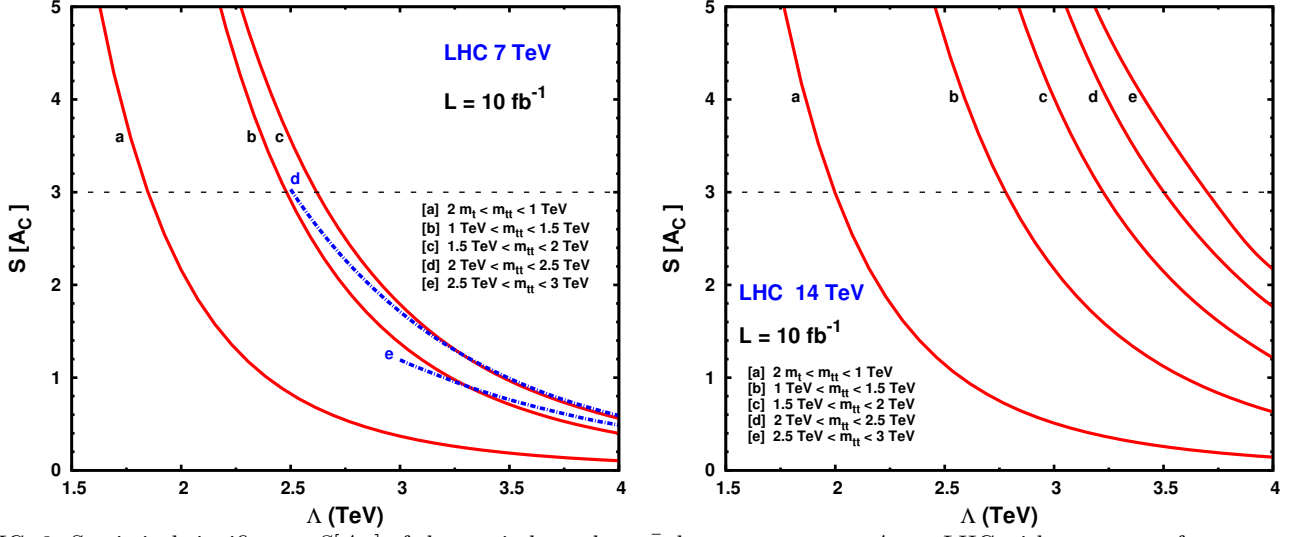 5
4
3
2
1
0
S [A_C]
1.5
2
2.5
3
3.5
4
Λ (TeV)
LHC 7 TeV
L = 10 fb^-1
a
b
c
d
e
[a] 2 m_t < m_tt < 1 TeV
[b] 1 TeV < m_tt < 1.5 TeV
[c] 1.5 TeV < m_tt < 2 TeV
[d] 2 TeV < m_tt < 2.5 TeV
[e] 2.5 TeV < m_tt < 3 TeV
5
4
3
2
1
0
S [A_C]
1.5
2
2.5
3
3.5
4
Λ (TeV)
a
b
c
d
e
LHC 14 TeV
L = 10 fb^-1
[a] 2 m_t < m_tt < 1 TeV
[b] 1 TeV < m_tt < 1.5 TeV
[c] 1.5 TeV < m_tt < 2 TeV
[d] 2 TeV < m_tt < 2.5 TeV
[e] 2.5 TeV < m_tt < 3 TeV